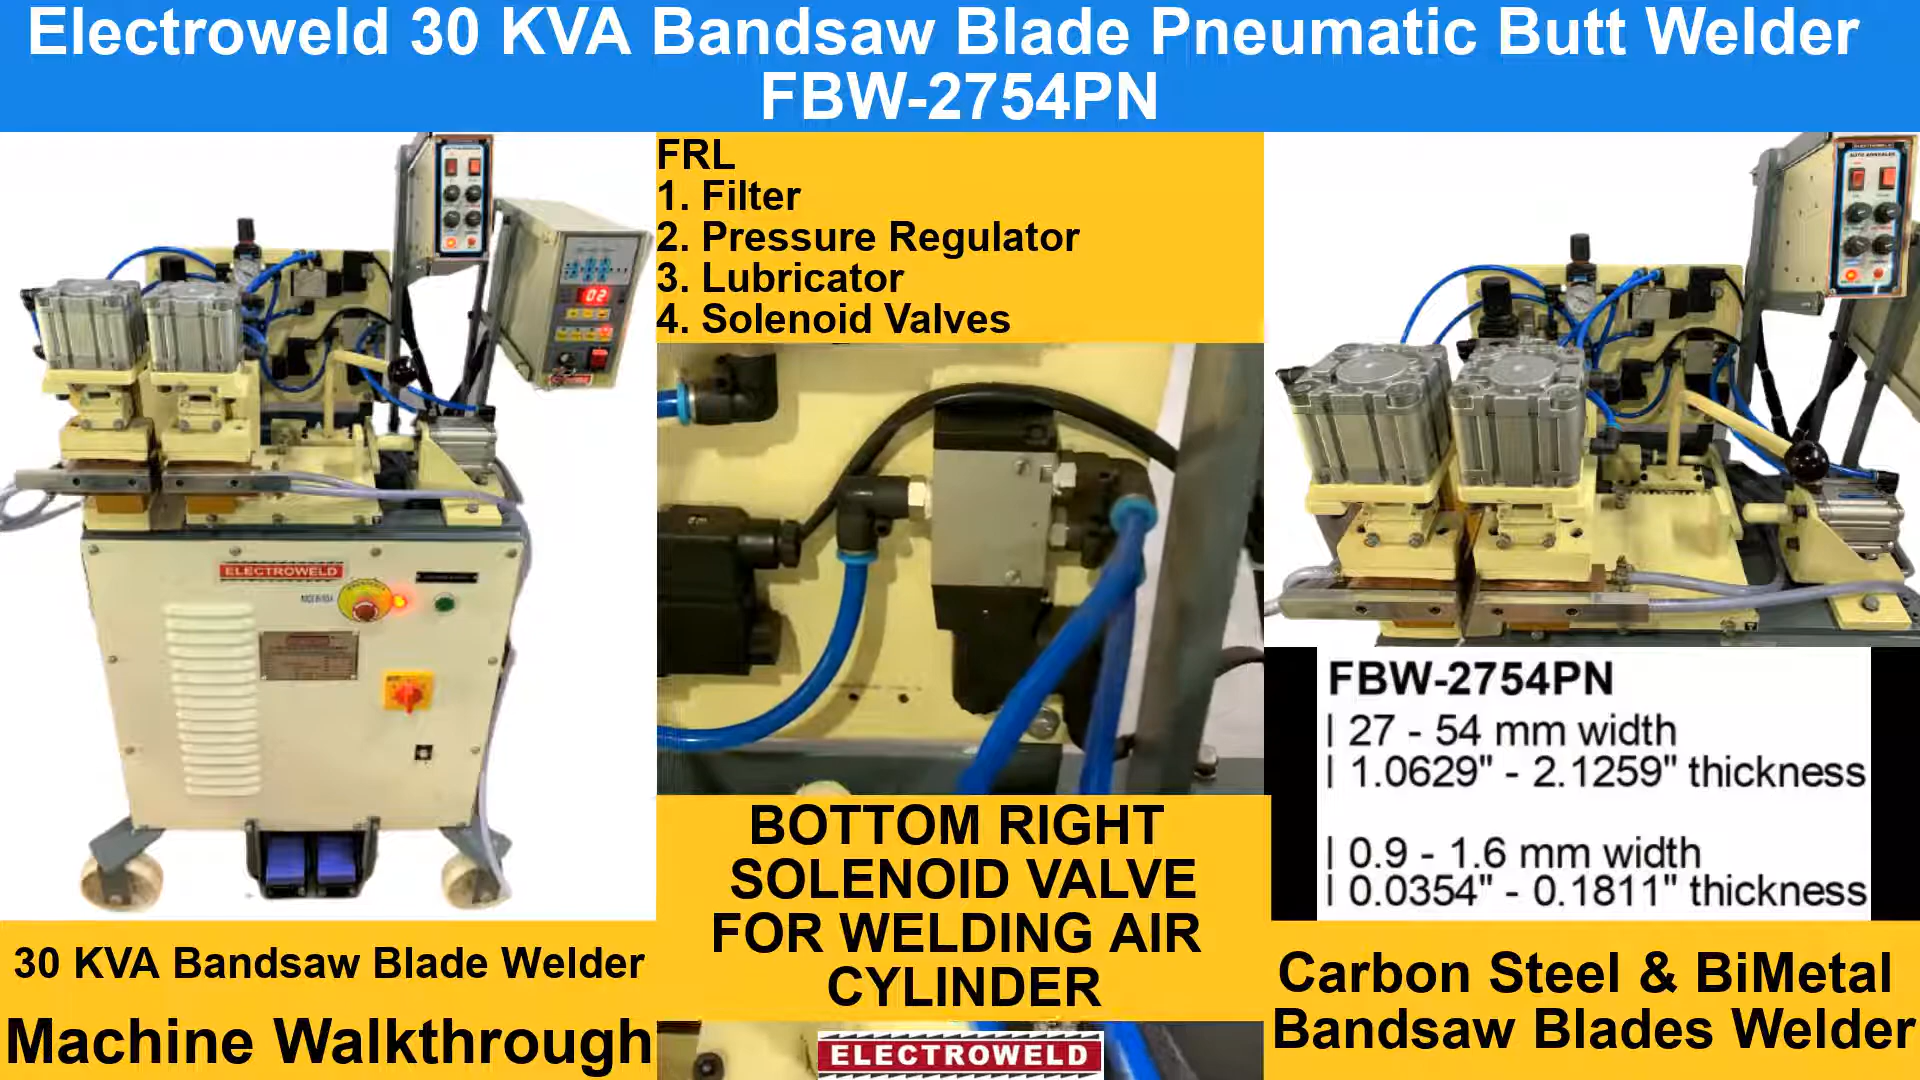 Electroweld 30 KVA Bandsaw Blade Pneumatic Butt Welder
FBW-2754PN
FRL
1. Filter
2. Pressure Regulator
3. Lubricator
4. Solenoid Valves
ELECTROWELD
02
BOTTOM RIGHT
SOLENOID VALVE
FOR WELDING AIR
CYLINDER
FBW-2754PN
| 27 - 54 mm width
| 1.0629" - 2.1259" thickness
| 0.9 - 1.6 mm width
| 0.0354" - 0.1811" thickness
30 KVA Bandsaw Blade Welder
Machine Walkthrough
ELECTROWELD
Carbon Steel & BiMetal
Bandsaw Blades Welder